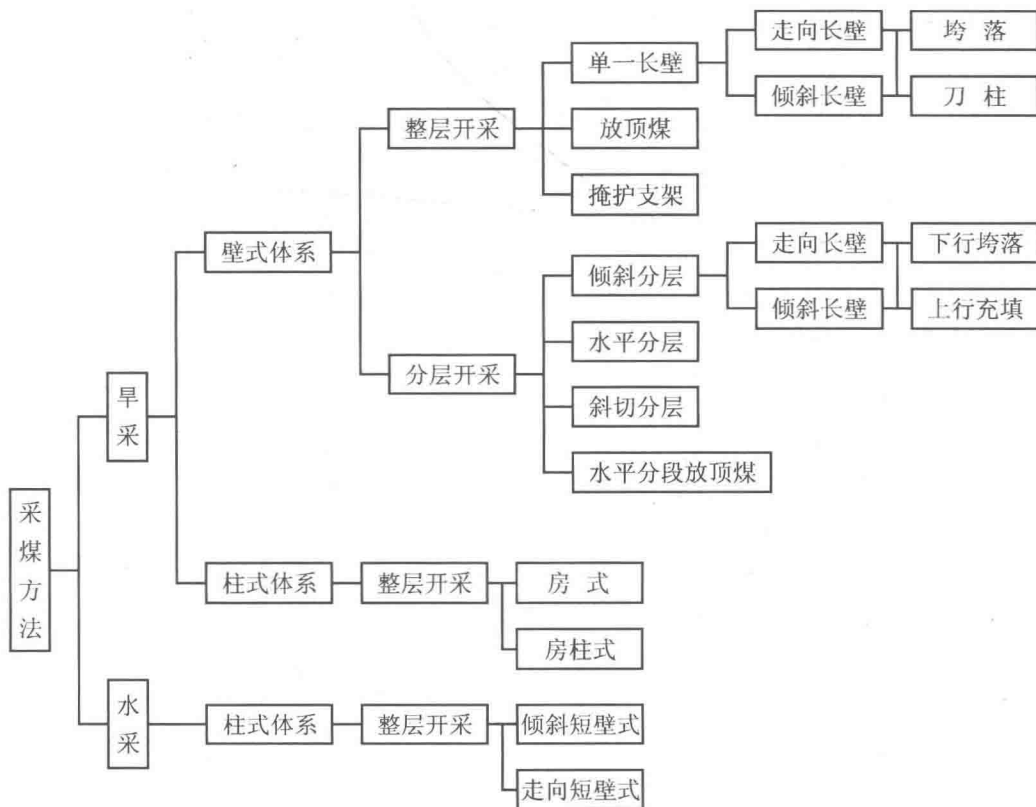 采煤方法
旱采
壁式体系
整层开采
单一长壁
走向长壁
倾斜长壁
垮 落
刀 柱
放顶煤
掩护支架
分层开采
倾斜分层
走向长壁
倾斜长壁
下行垮落
上行充填
水平分层
斜切分层
水平分段放顶煤
柱式体系
整层开采
房 式
房柱式
水采
柱式体系
整层开采
倾斜短壁式
走向短壁式